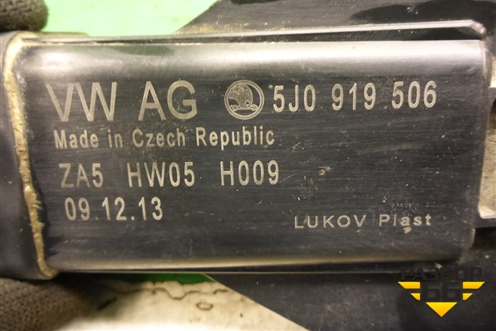 VW AG 5J0 919 506
Made in Czech Republic
ZA5 HW05 H009
09.12.13
LUKOV Plast